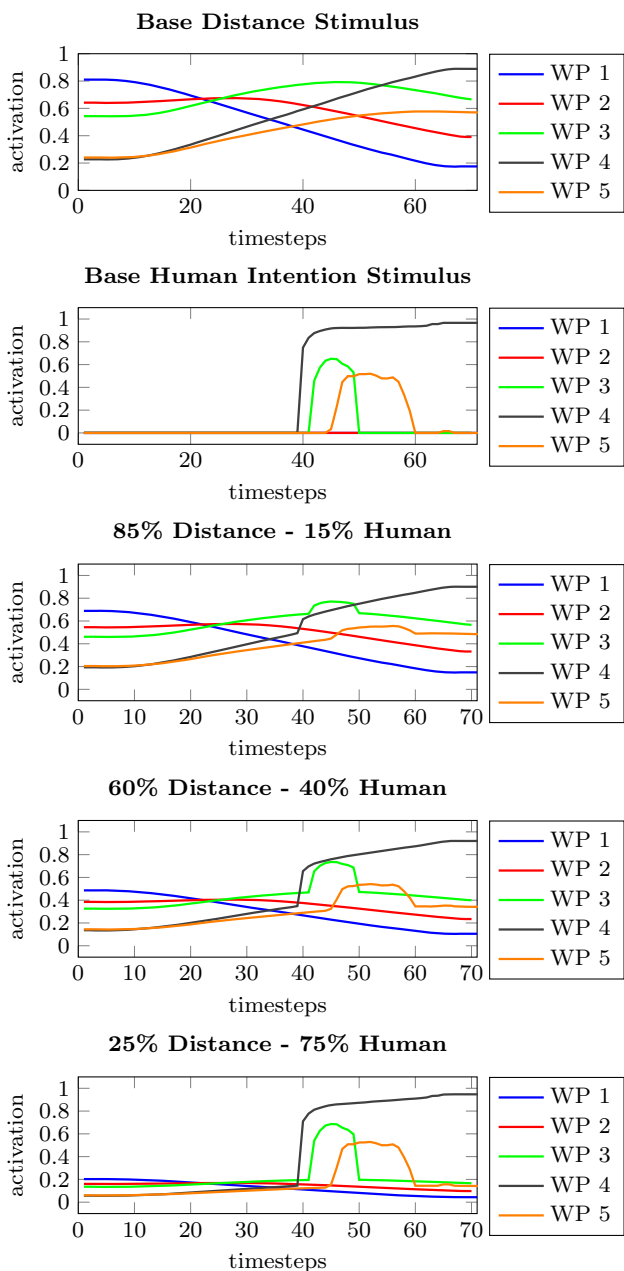 Base Distance Stimulus
1
0.8
0.6
0.4
0.2
0
activation
0 20 40 60
timesteps
WP 1
WP 2
WP 3
WP 4
WP 5
Base Human Intention Stimulus
1
0.8
0.6
0.4
0.2
0
activation
0 20 40 60
timesteps
WP 1
WP 2
WP 3
WP 4
WP 5
85% Distance - 15% Human
1
0.8
0.6
0.4
0.2
0
activation
0 10 20 30 40 50 60 70
timesteps
WP 1
WP 2
WP 3
WP 4
WP 5
60% Distance - 40% Human
1
0.8
0.6
0.4
0.2
0
activation
0 10 20 30 40 50 60 70
timesteps
WP 1
WP 2
WP 3
WP 4
WP 5
25% Distance - 75% Human
1
0.8
0.6
0.4
0.2
0
activation
0 10 20 30 40 50 60 70
timesteps
WP 1
WP 2
WP 3
WP 4
WP 5